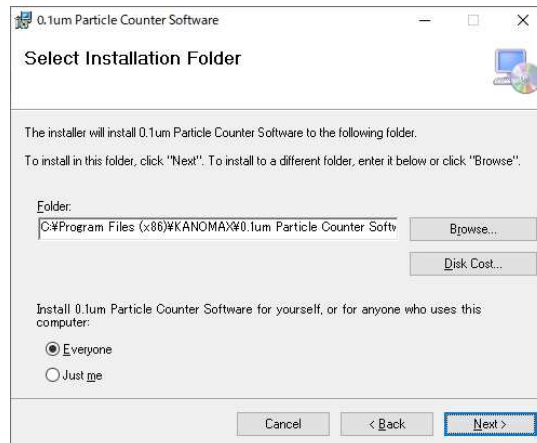 0.1um Particle Counter Software
Select Installation Folder
The installer will install 0.1um Particle Counter Software to the following folder.
To install in this folder, click "Next". To install to a different folder, enter it below or click "Browse".
Folder:
C:¥Program Files (x86)¥KANOMAX¥0.1um Particle Counter Softw
Browse...
Disk Cost...
Install 0.1um Particle Counter Software for yourself, or for anyone who uses this
computer:
Everyone
Just me
Cancel
< Back
Next >